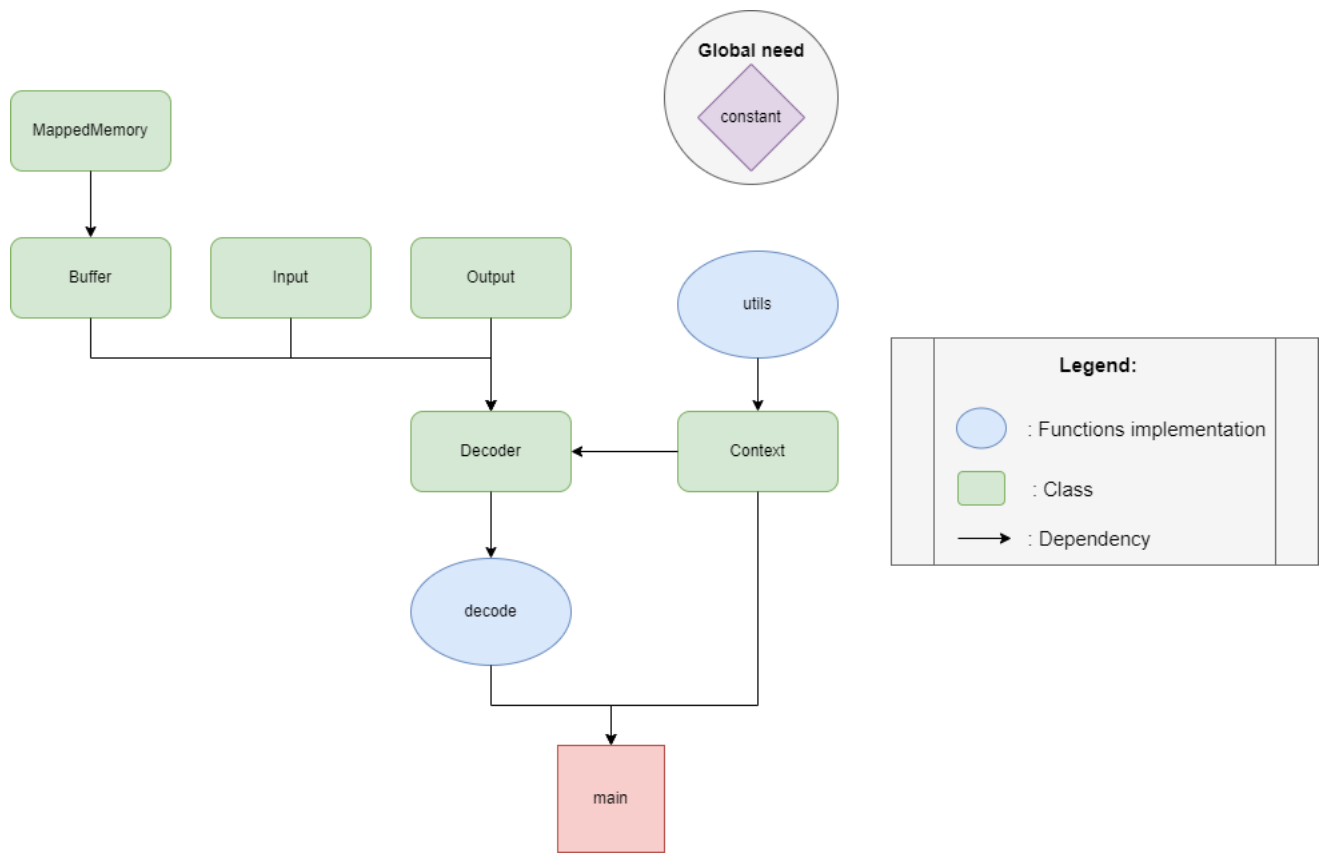 Global need
constant
MappedMemory
Buffer
Input
Output
utils
Legend:
: Functions implementation
: Class
: Dependency
Decoder
Context
decode
main